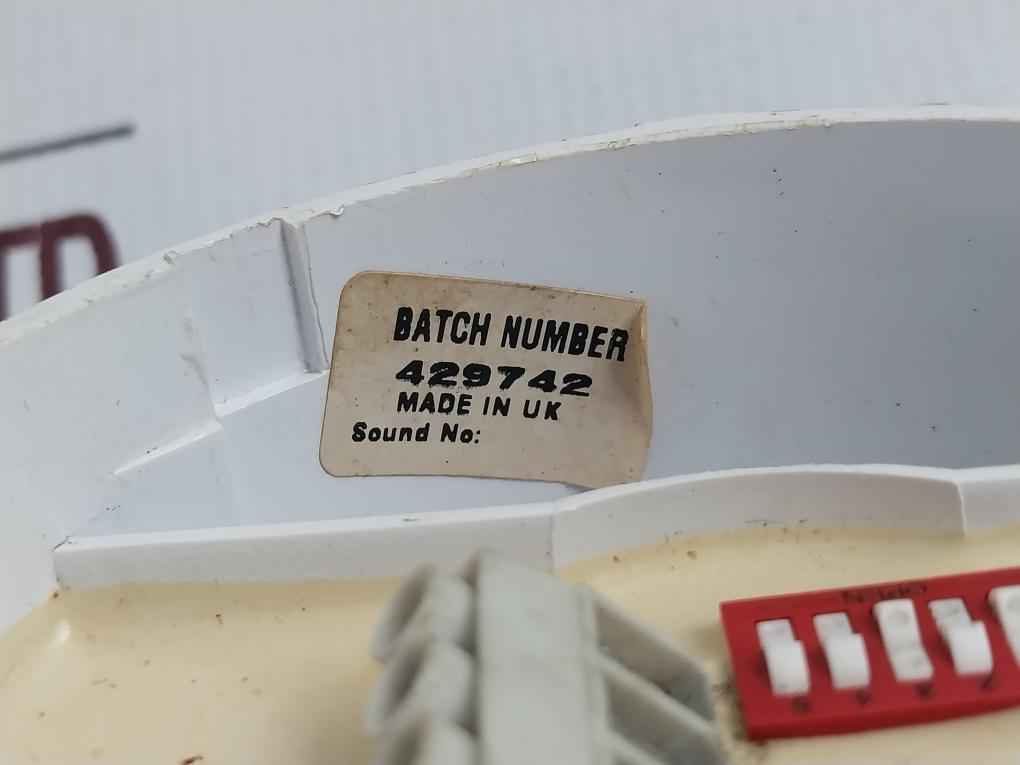 BATCH NUMBER
429742
MADE IN UK
Sound No: